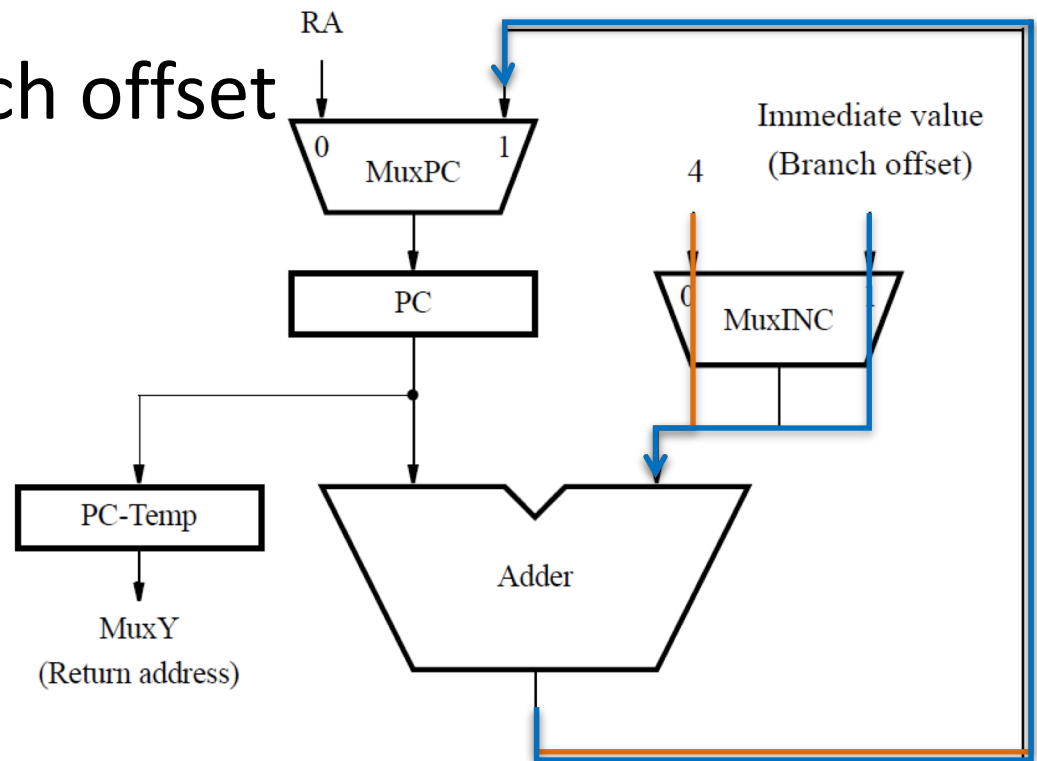 RA
ch offset
Immediate value
(Branch offset)
4
0
1
MuxPC
PC
0
1
MuxINC
PC-Temp
Adder
MuxY
(Return address)